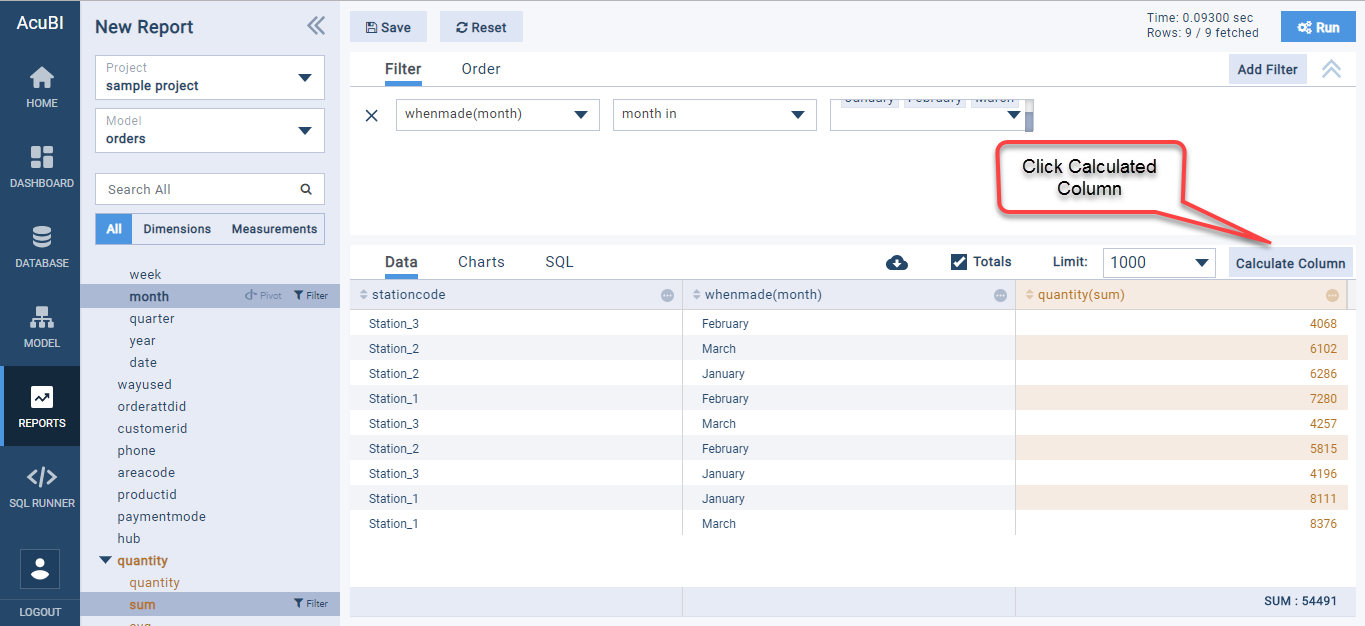 AcuBI
HOME
DASHBOARD
DATABASE
MODEL
REPORTS
SQL RUNNER
LOGOUT
New Report
Project
sample project
Model
orders
Search All
All Dimensions Measurements
week
month Pivot Filter
quarter
year
date
wayused
orderattdid
customerid
phone
areacode
productid
paymentmode
hub
quantity
quantity
sum Filter
Save Reset
Time: 0.09300 sec
Rows: 9 / 9 fetched
Run
Filter Order Add Filter
January February March
whenmade(month) month in
Click Calculated
Column
Data Charts SQL Totals Limit: 1000 Calculate Column
stationcode whenmade(month) quantity(sum)
Station_3 February 4068
Station_2 March 6102
Station_2 January 6286
Station_1 February 7280
Station_3 March 4257
Station_2 February 5815
Station_3 January 4196
Station_1 January 8111
Station_1 March 8376
SUM : 54491